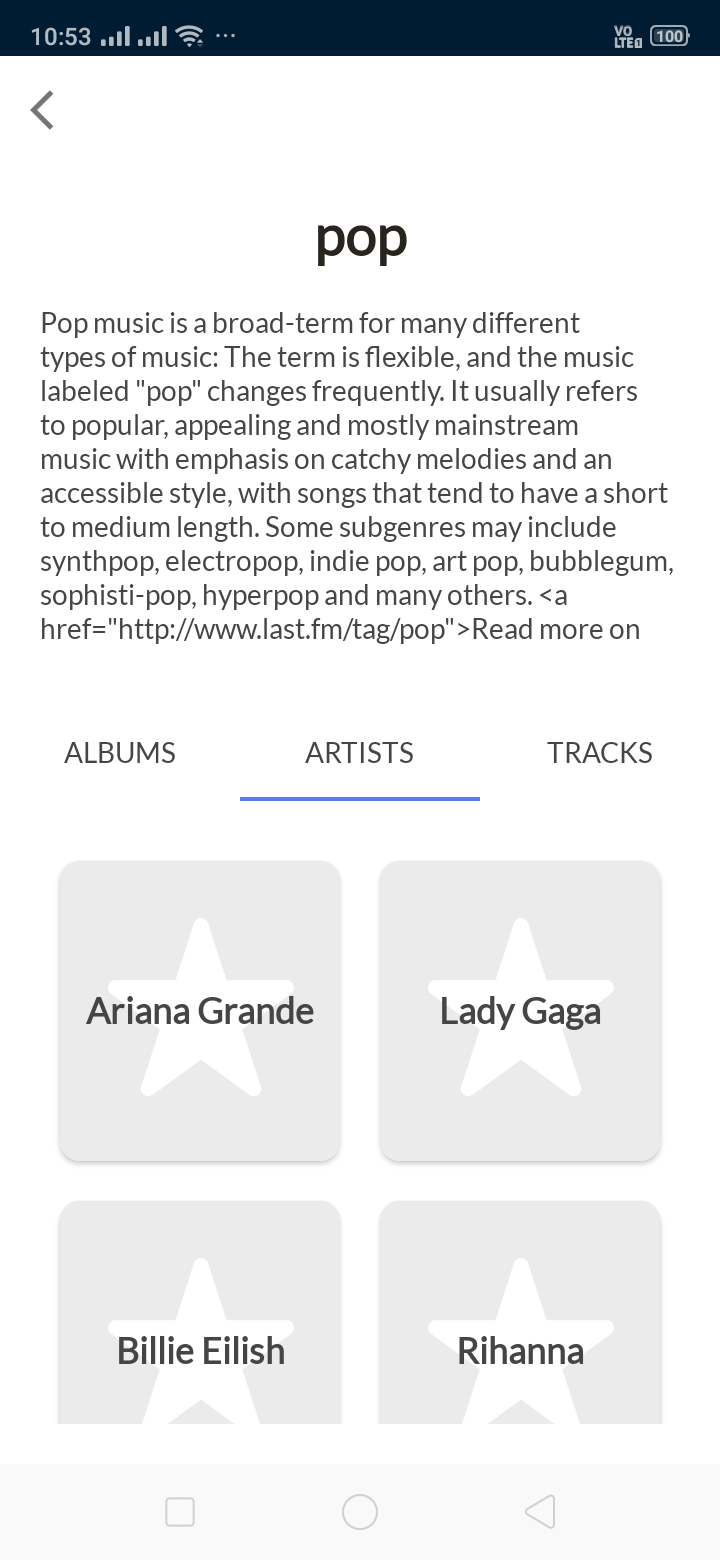 10:53
VO
LTE
100
pop
Pop music is a broad-term for many different
types of music: The term is flexible, and the music
labeled "pop" changes frequently. It usually refers
to popular, appealing and mostly mainstream
music with emphasis on catchy melodies and an
accessible style, with songs that tend to have a short
to medium length. Some subgenres may include
synthpop, electropop, indie pop, art pop, bubblegum,
sophisti-pop, hyperpop and many others. <a
href="http://www.last.fm/tag/pop">Read more on
ALBUMS ARTISTS TRACKS
Ariana Grande Lady Gaga
Billie Eilish Rihanna